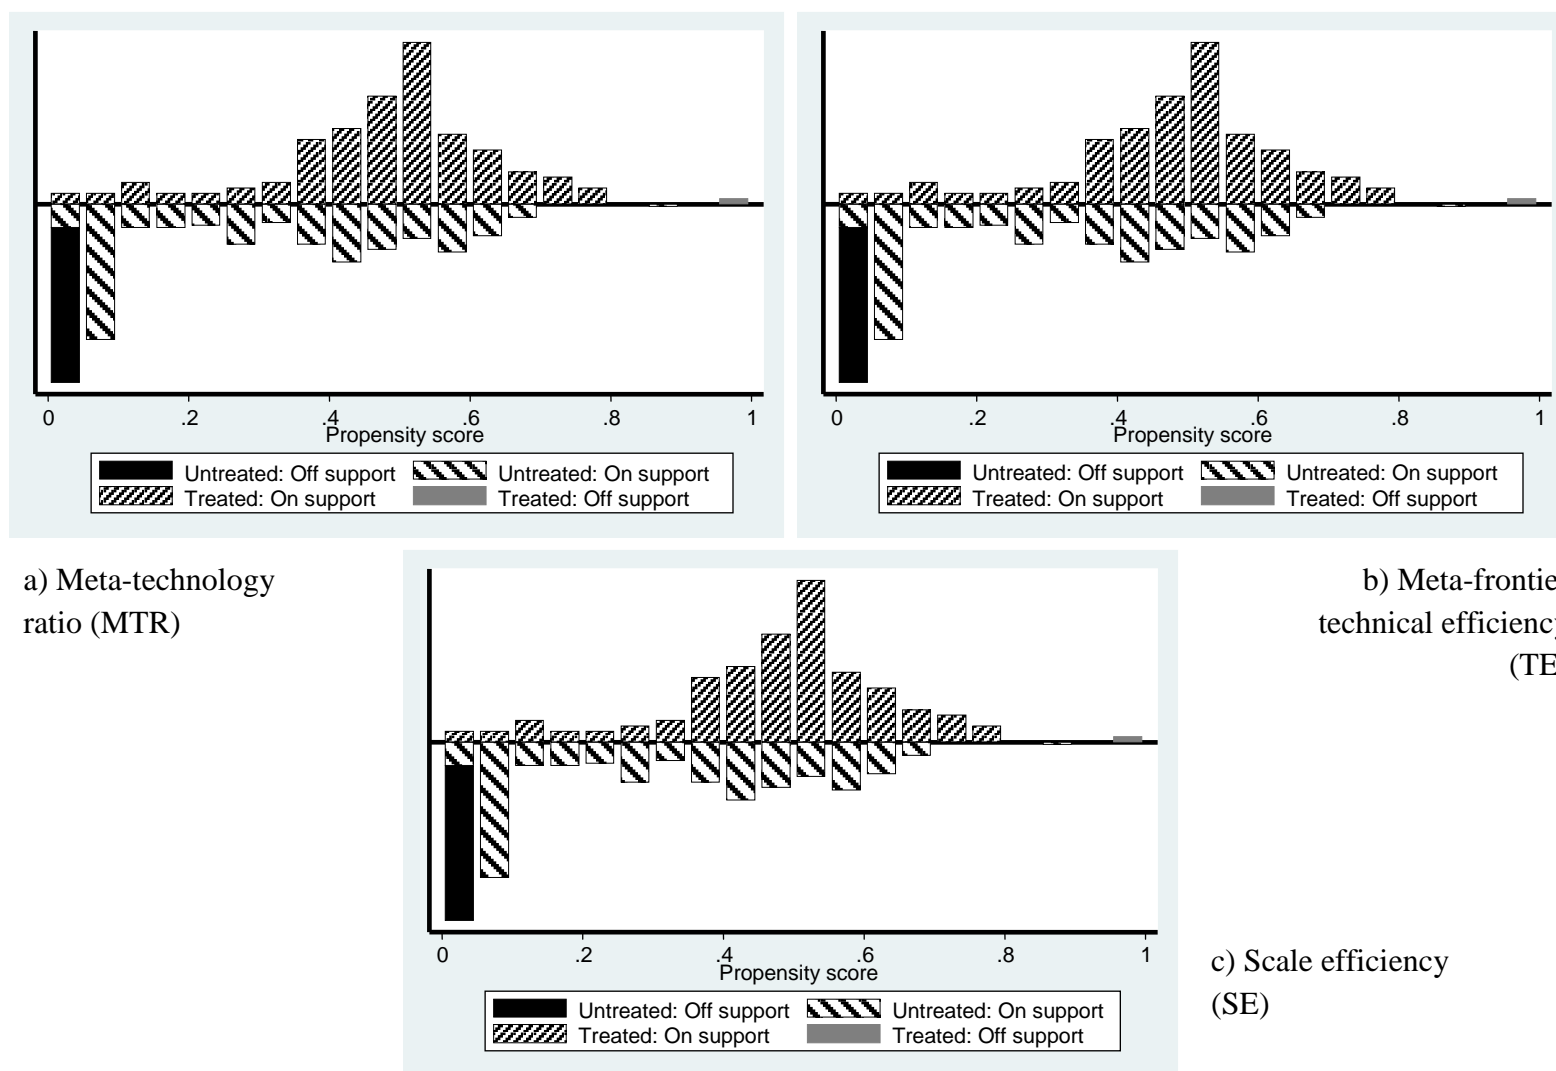 0 .2 .4 .6 .8 1
Propensity score
Untreated: Off support Untreated: On support
Treated: On support Treated: Off support
0 .2 .4 .6 .8 1
Propensity score
Untreated: Off support Untreated: On support
Treated: On support Treated: Off support
a) Meta-technology
ratio (MTR)
b) Meta-frontie
technical efficiency
(TE
0 .2 .4 .6 .8 1
Propensity score
Untreated: Off support Untreated: On support
Treated: On support Treated: Off support
c) Scale efficiency
(SE)